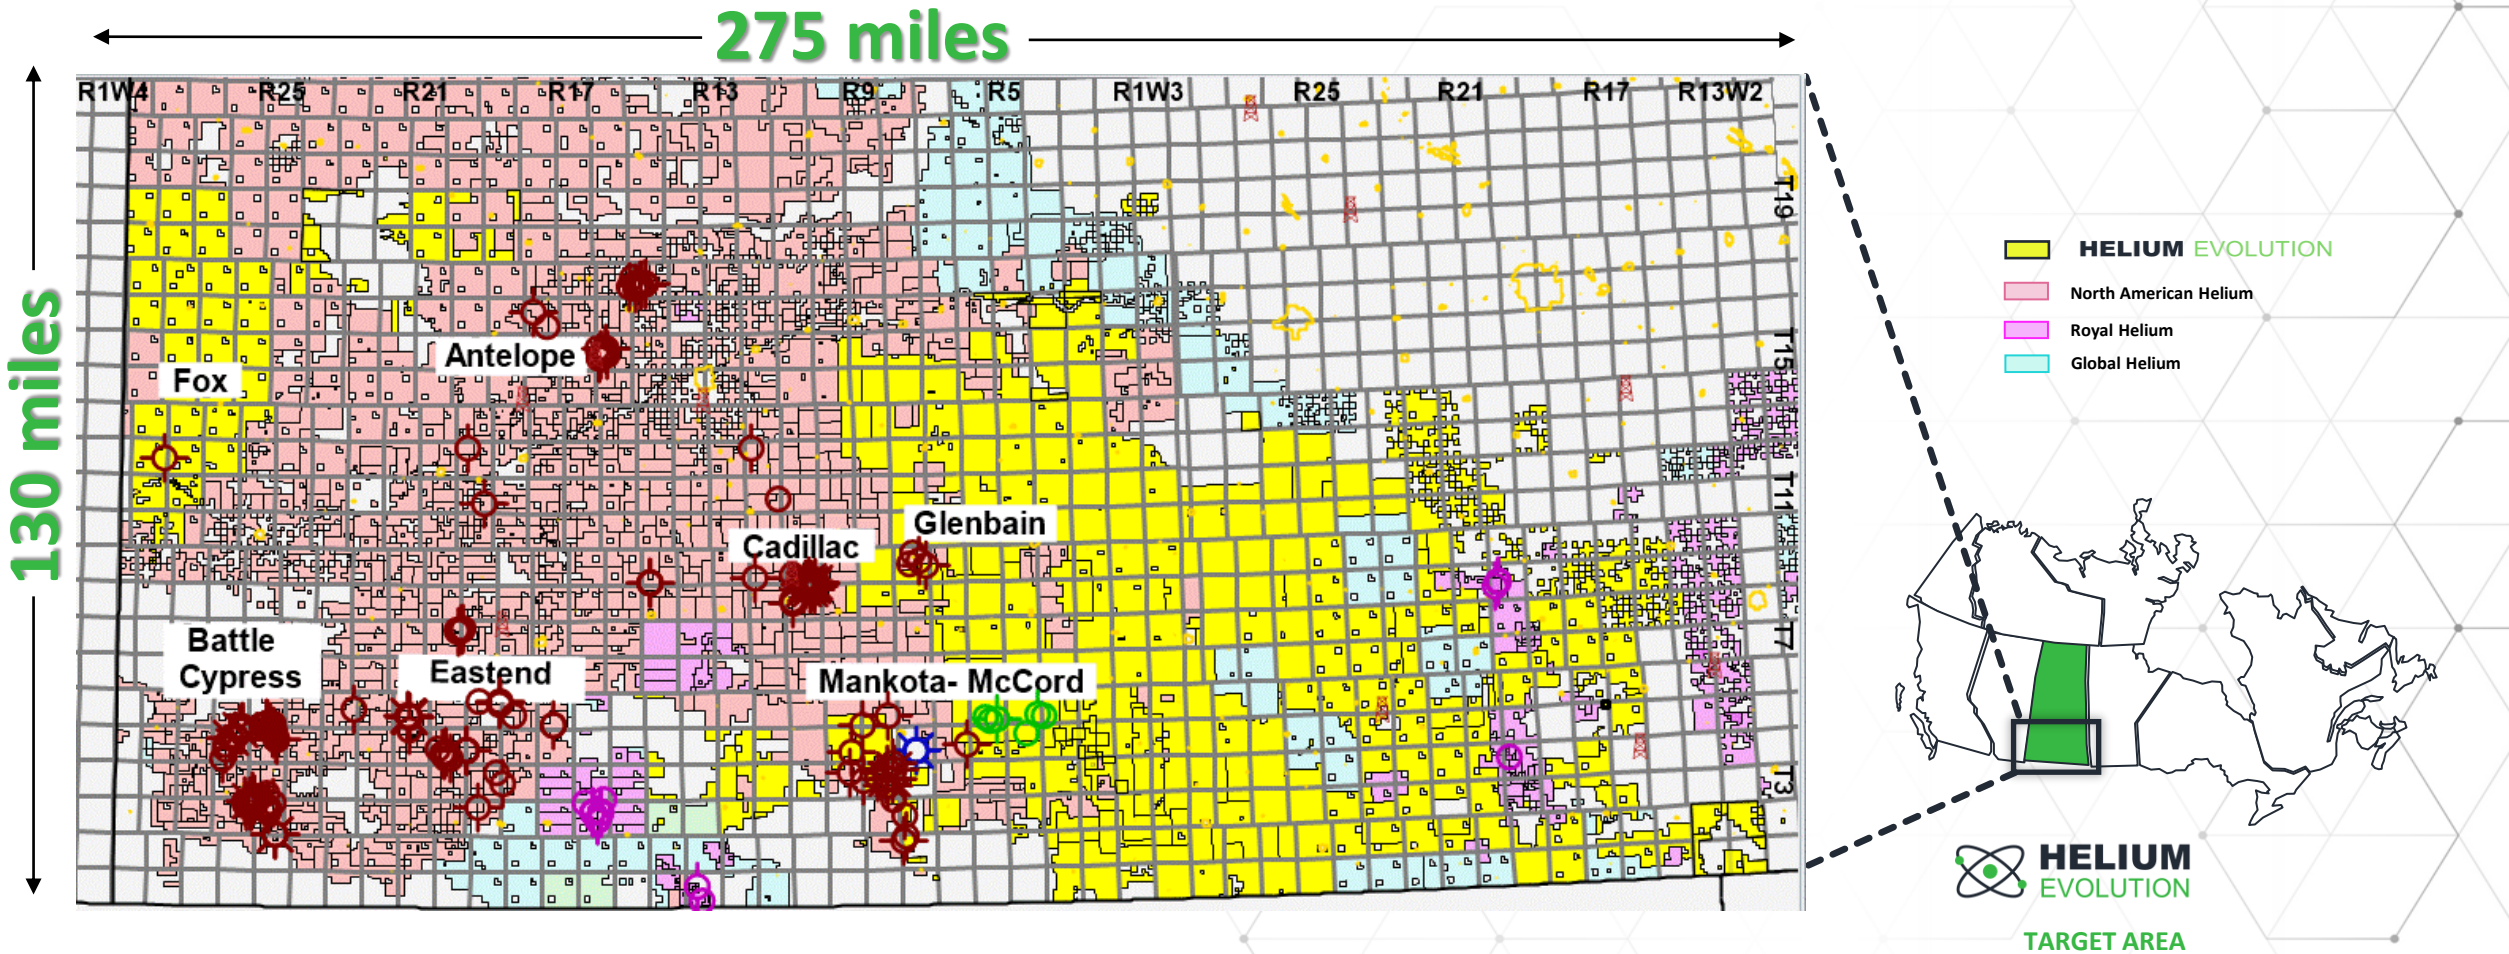 275 miles
130 miles
R1W4 R25 R21 R17 R13 R9 R5 R1W3 R25 R21 R17 R13W2
T19
T15
T11
T7
T3
Antelope
Fox
Glenbain
Cadillac
Battle
Cypress
Eastend
Mankota- McCord
HELIUM EVOLUTION
North American Helium
Royal Helium
Global Helium
HELIUM
EVOLUTION
TARGET AREA